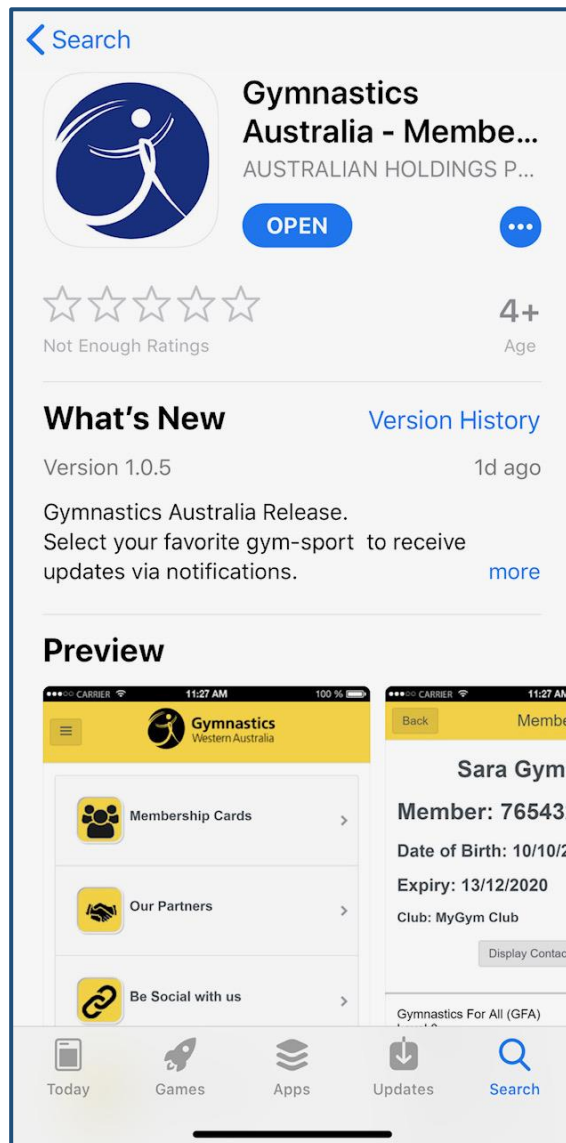 Search
Gymnastics
Australia - Membe...
AUSTRALIAN HOLDINGS P...
OPEN
Not Enough Ratings
4+
Age
What's New
Version History
Version 1.0.5
1d ago
Gymnastics Australia Release.
Select your favorite gym-sport to receive
updates via notifications.
more
Preview
CARRIER 11:27 AM 100 %
Gymnastics
Western Australia
Membership Cards
Our Partners
Be Social with us
CARRIER 11:27 AM
Back
Membe
Sara Gym
Member: 76543
Date of Birth: 10/10/2
Expiry: 13/12/2020
Club: MyGym Club
Display Contac
Gymnastics For All (GFA)
Today
Games
Apps
Updates
Search